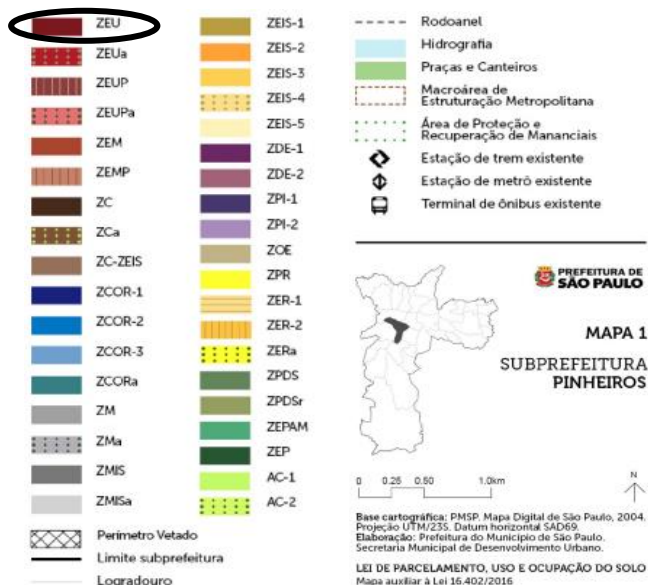 ZEU
ZEUa
ZEUP
ZEUPa
ZEM
ZEMP
ZC
ZCa
ZC-ZEIS
ZCOR-1
ZCOR-2
ZCOR-3
ZCORa
ZM
ZMa
ZMIS
ZMISa
Perímetro Vetado
Limite subprefeitura
Logradouro
ZEIS-1
ZEIS-2
ZEIS-3
ZEIS-4
ZEIS-5
ZDE-1
ZDE-2
ZPI-1
ZPI-2
ZOE
ZPR
ZER-1
ZER-2
ZERa
ZPDS
ZPDSr
ZEPAM
ZEP
AC-1
AC-2
Rodoanel
Hidrografia
Praças e Canteiros
Macroárea de
Estruturação Metropolitana
Área de Proteção e
Recuperação de Mananciais
Estação de trem existente
Estação de metrô existente
Terminal de ônibus existente
PREFEITURA DE
SÃO PAULO
MAPA 1
SUBPREFEITURA
PINHEIROS
0 0.25 0.50 1,0km
N
Base cartográfica: PMSP. Mapa Digital de São Paulo, 2004.
Projeção UTM/23S. Datum horizontal SAD69.
Elaboração: Prefeitura do Município de São Paulo.
Secretaria Municipal de Desenvolvimento Urbano.
LEI DE PARCELAMENTO, USO E OCUPAÇÃO DO SOLO
Mapa auxiliar à Lei 16.402/2016